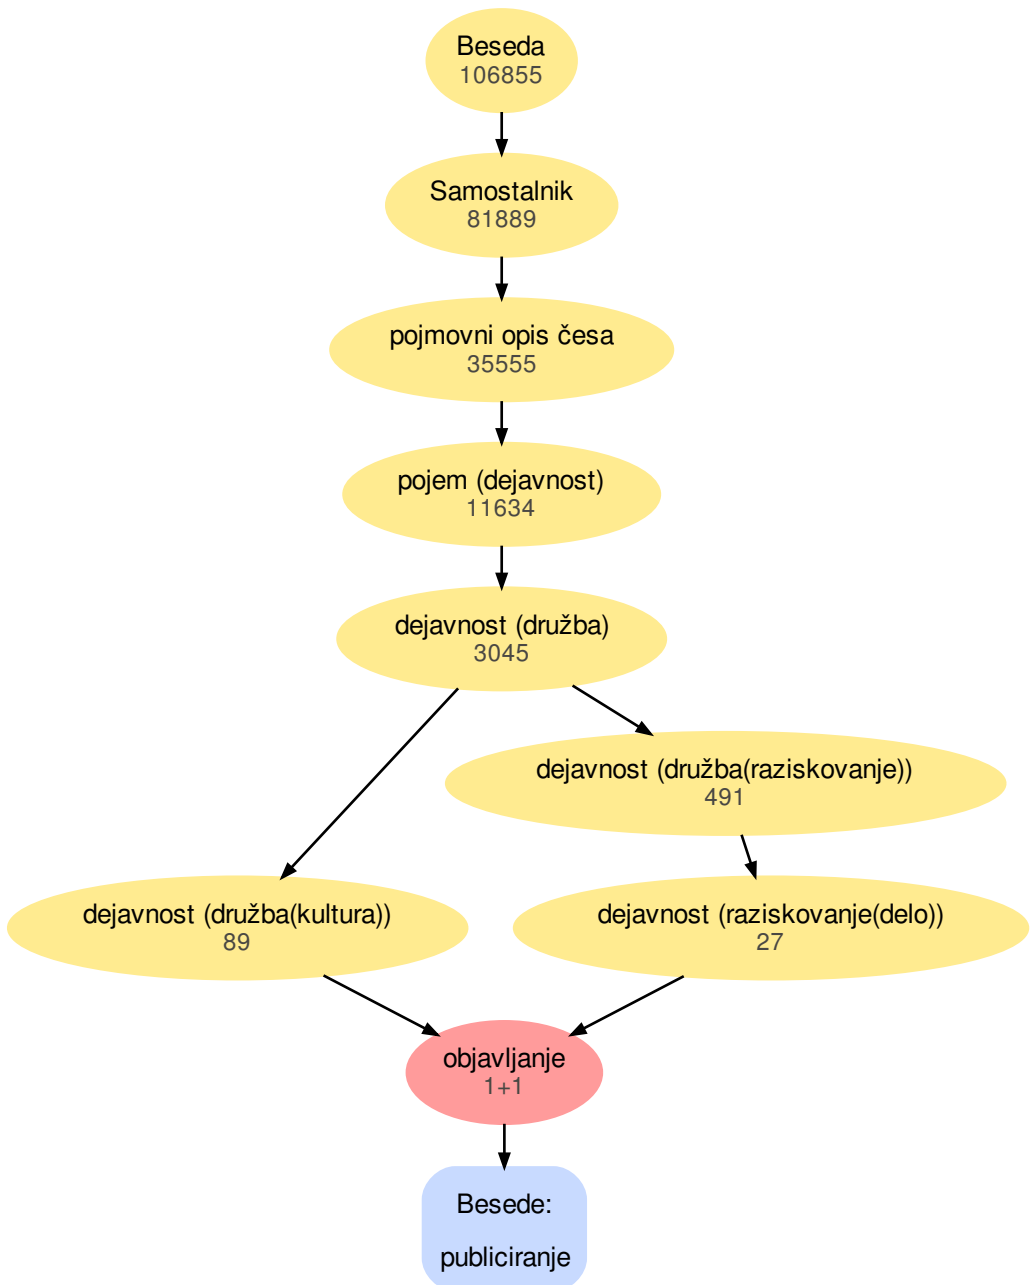 Beseda
106855
Samostalnik
81889
pojmovni opis česa
35555
pojem (dejavnost)
11634
dejavnost (družba)
3045
dejavnost (družba(raziskovanje))
491
dejavnost (družba(kultura))
89
dejavnost (raziskovanje(delo))
27
objavljanje
1+1
Besede:
publiciranje